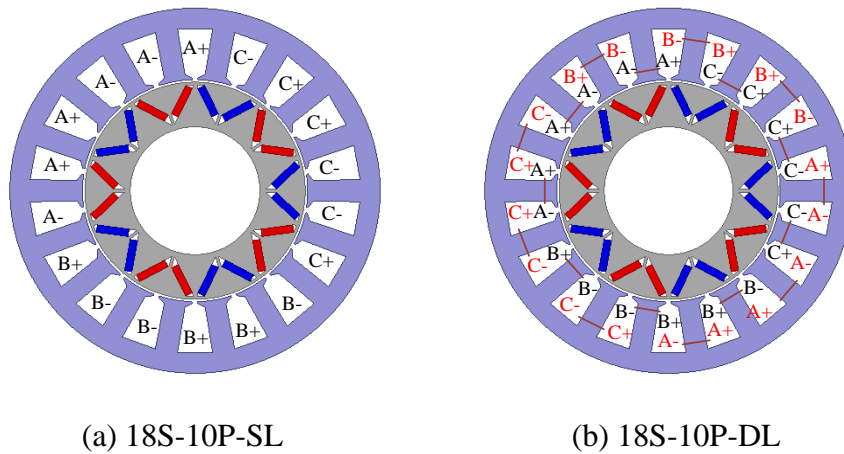 A+
C-
C+
C+
C-
C-
C+
B-
B+
B+
B-
B-
B+
A-
A+
A+
A-
A-
(a) 18S-10P-SL
B-
A+
B+
C-
B+
C+
B-
C+
A+
C-
A-
C-
A-
C+
A+
B-
A+
B+
A-
B+
C+
B-
C-
B-
C-
B+
C+
A-
C+
A+
C-
A+
B+
A-
B-
A-
(b) 18S-10P-DL